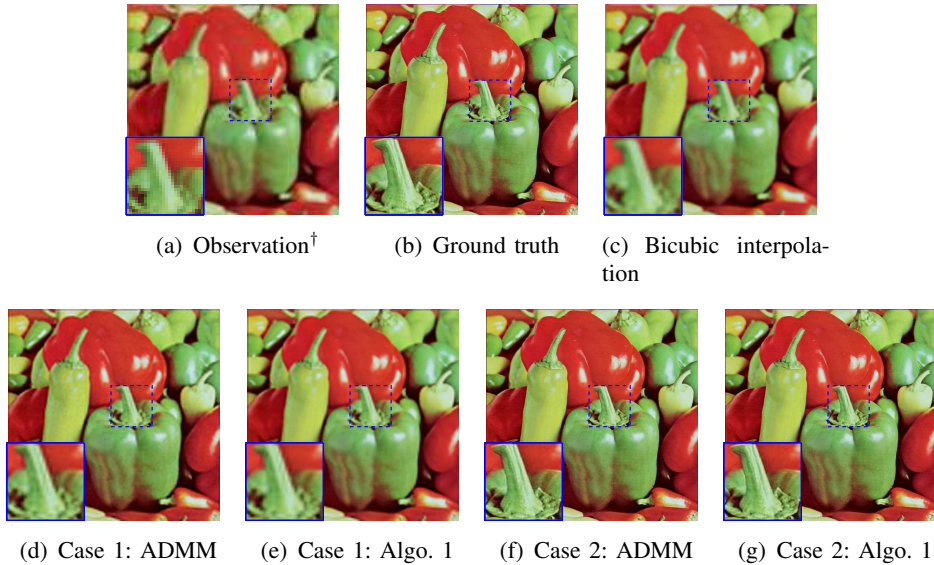 (a) Observation†
(b) Ground truth
(c) Bicubic interpola-
tion
(d) Case 1: ADMM
(e) Case 1: Algo. 1
(f) Case 2: ADMM
(g) Case 2: Algo. 1